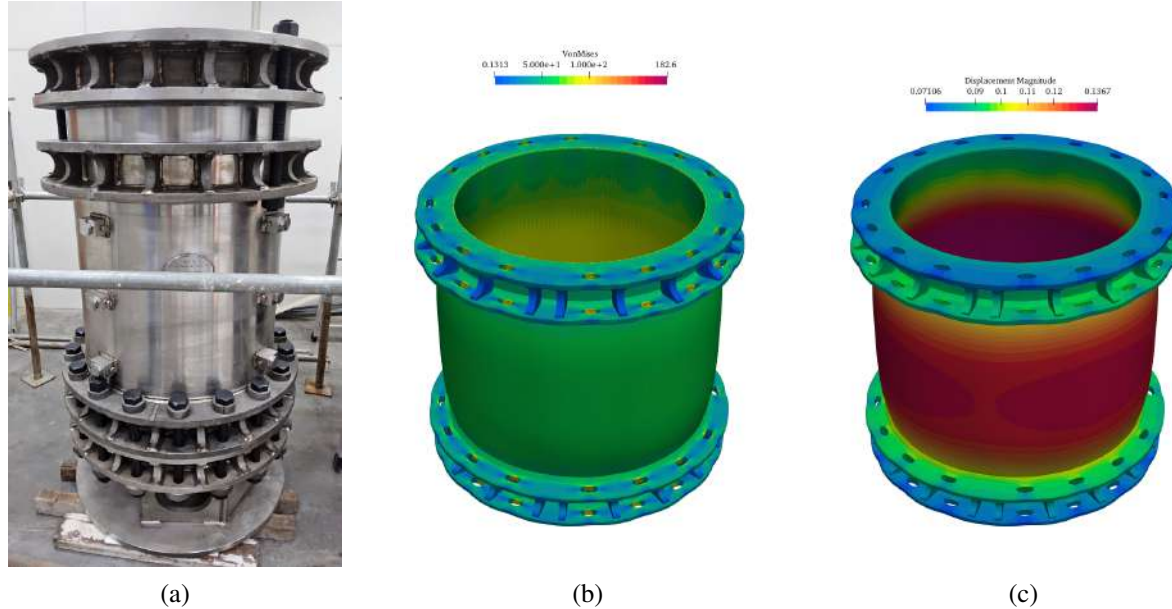 VonMises
0.1313 5.000e+1 1.000e+2 182.6
Displacement Magnitude
0.07106 0.09 0.1 0.11 0.12 0.1367
(a)
(b)
(c)